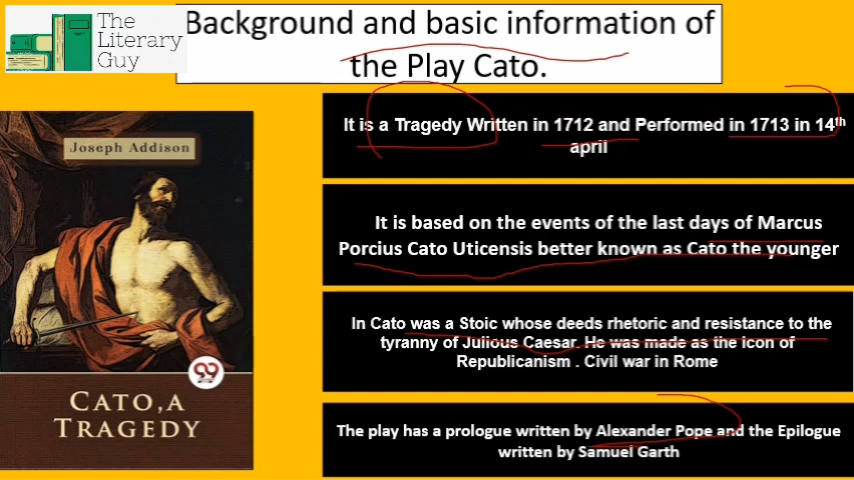 The
Literary
Guy
Background and basic information of
the Play Cato.
Joseph Addison
CATO, A
TRAGEDY
It is a Tragedy Written in 1712 and Performed in 1713 in 14th
april
It is based on the events of the last days of Marcus
Porcius Cato Uticensis better known as Cato the younger
In Cato was a Stoic whose deeds rhetoric and resistance to the
tyranny of Julious Caesar. He was made as the icon of
Republicanism . Civil war in Rome
The play has a prologue written by Alexander Pope and the Epilogue
written by Samuel Garth